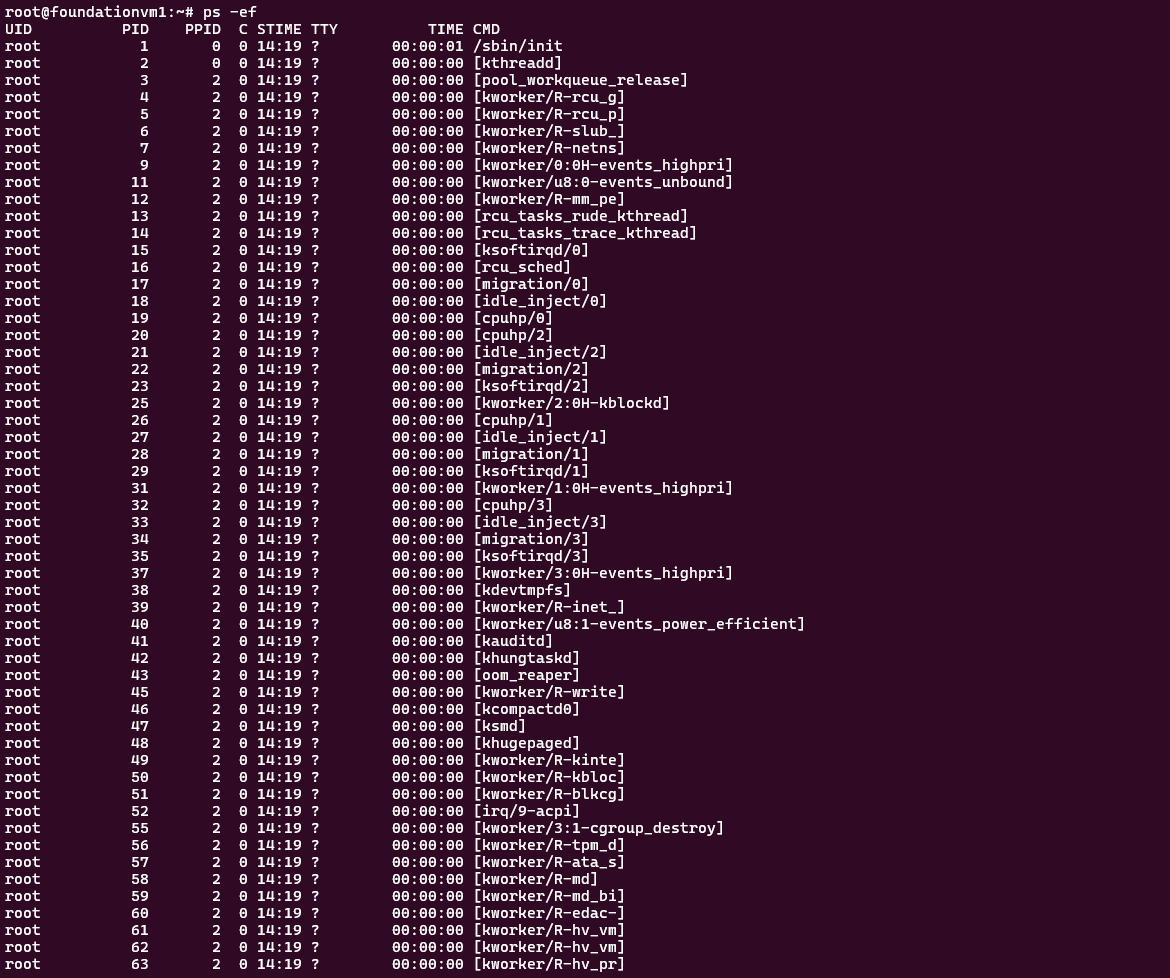 root@foundationvm1:~# ps -ef
UID          PID    PPID  C STIME TTY          TIME CMD
root           1       0  0 14:19 ?        00:00:01 /sbin/init
root           2       0  0 14:19 ?        00:00:00 [kthreadd]
root           3       2  0 14:19 ?        00:00:00 [pool_workqueue_release]
root           4       2  0 14:19 ?        00:00:00 [kworker/R-rcu_g]
root           5       2  0 14:19 ?        00:00:00 [kworker/R-rcu_p]
root           6       2  0 14:19 ?        00:00:00 [kworker/R-slub_]
root           7       2  0 14:19 ?        00:00:00 [kworker/R-netns]
root           9       2  0 14:19 ?        00:00:00 [kworker/0:0H-events_highpri]
root          11       2  0 14:19 ?        00:00:00 [kworker/u8:0-events_unbound]
root          12       2  0 14:19 ?        00:00:00 [kworker/R-mm_pe]
root          13       2  0 14:19 ?        00:00:00 [rcu_tasks_rude_kthread]
root          14       2  0 14:19 ?        00:00:00 [rcu_tasks_trace_kthread]
root          15       2  0 14:19 ?        00:00:00 [ksoftirqd/0]
root          16       2  0 14:19 ?        00:00:00 [rcu_sched]
root          17       2  0 14:19 ?        00:00:00 [migration/0]
root          18       2  0 14:19 ?        00:00:00 [idle_inject/0]
root          19       2  0 14:19 ?        00:00:00 [cpuhp/0]
root          20       2  0 14:19 ?        00:00:00 [cpuhp/2]
root          21       2  0 14:19 ?        00:00:00 [idle_inject/2]
root          22       2  0 14:19 ?        00:00:00 [migration/2]
root          23       2  0 14:19 ?        00:00:00 [ksoftirqd/2]
root          25       2  0 14:19 ?        00:00:00 [kworker/2:0H-kblockd]
root          26       2  0 14:19 ?        00:00:00 [cpuhp/1]
root          27       2  0 14:19 ?        00:00:00 [idle_inject/1]
root          28       2  0 14:19 ?        00:00:00 [migration/1]
root          29       2  0 14:19 ?        00:00:00 [ksoftirqd/1]
root          31       2  0 14:19 ?        00:00:00 [kworker/1:0H-events_highpri]
root          32       2  0 14:19 ?        00:00:00 [cpuhp/3]
root          33       2  0 14:19 ?        00:00:00 [idle_inject/3]
root          34       2  0 14:19 ?        00:00:00 [migration/3]
root          35       2  0 14:19 ?        00:00:00 [ksoftirqd/3]
root          37       2  0 14:19 ?        00:00:00 [kworker/3:0H-events_highpri]
root          38       2  0 14:19 ?        00:00:00 [kdevtmpfs]
root          39       2  0 14:19 ?        00:00:00 [kworker/R-inet_]
root          40       2  0 14:19 ?        00:00:00 [kworker/u8:1-events_power_efficient]
root          41       2  0 14:19 ?        00:00:00 [kauditd]
root          42       2  0 14:19 ?        00:00:00 [khungtaskd]
root          43       2  0 14:19 ?        00:00:00 [oom_reaper]
root          45       2  0 14:19 ?        00:00:00 [kworker/R-write]
root          46       2  0 14:19 ?        00:00:00 [kcompactd0]
root          47       2  0 14:19 ?        00:00:00 [ksmd]
root          48       2  0 14:19 ?        00:00:00 [khugepaged]
root          49       2  0 14:19 ?        00:00:00 [kworker/R-kinte]
root          50       2  0 14:19 ?        00:00:00 [kworker/R-kbloc]
root          51       2  0 14:19 ?        00:00:00 [kworker/R-blkcg]
root          52       2  0 14:19 ?        00:00:00 [irq/9-acpi]
root          55       2  0 14:19 ?        00:00:00 [kworker/3:1-cgroup_destroy]
root          56       2  0 14:19 ?        00:00:00 [kworker/R-tpm_d]
root          57       2  0 14:19 ?        00:00:00 [kworker/R-ata_s]
root          58       2  0 14:19 ?        00:00:00 [kworker/R-md]
root          59       2  0 14:19 ?        00:00:00 [kworker/R-md_bi]
root          60       2  0 14:19 ?        00:00:00 [kworker/R-edac-]
root          61       2  0 14:19 ?        00:00:00 [kworker/R-hv_vm]
root          62       2  0 14:19 ?        00:00:00 [kworker/R-hv_vm]
root          63       2  0 14:19 ?        00:00:00 [kworker/R-hv_pr]